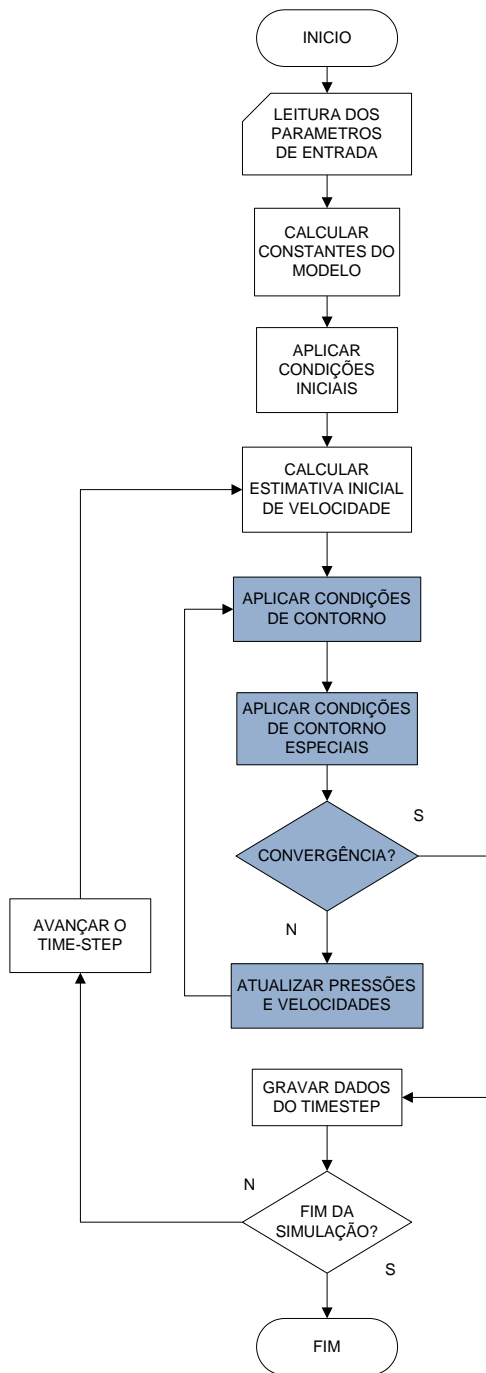 INICIO
LEITURA DOS
PARAMETROS
DE ENTRADA
CALCULAR
CONSTANTES DO
MODELO
APLICAR
CONDIÇÕES
INICIAIS
CALCULAR
ESTIMATIVA INICIAL
DE VELOCIDADE
APLICAR CONDIÇÕES
DE CONTORNO
APLICAR CONDIÇÕES
DE CONTORNO
ESPECIAIS
S
CONVERGÊNCIA?
N
AVANÇAR O
TIME-STEP
ATUALIZAR PRESSÕES
E VELOCIDADES
GRAVAR DADOS
DO TIMESTEP
N
FIM DA
SIMULAÇÃO?
S
FIM